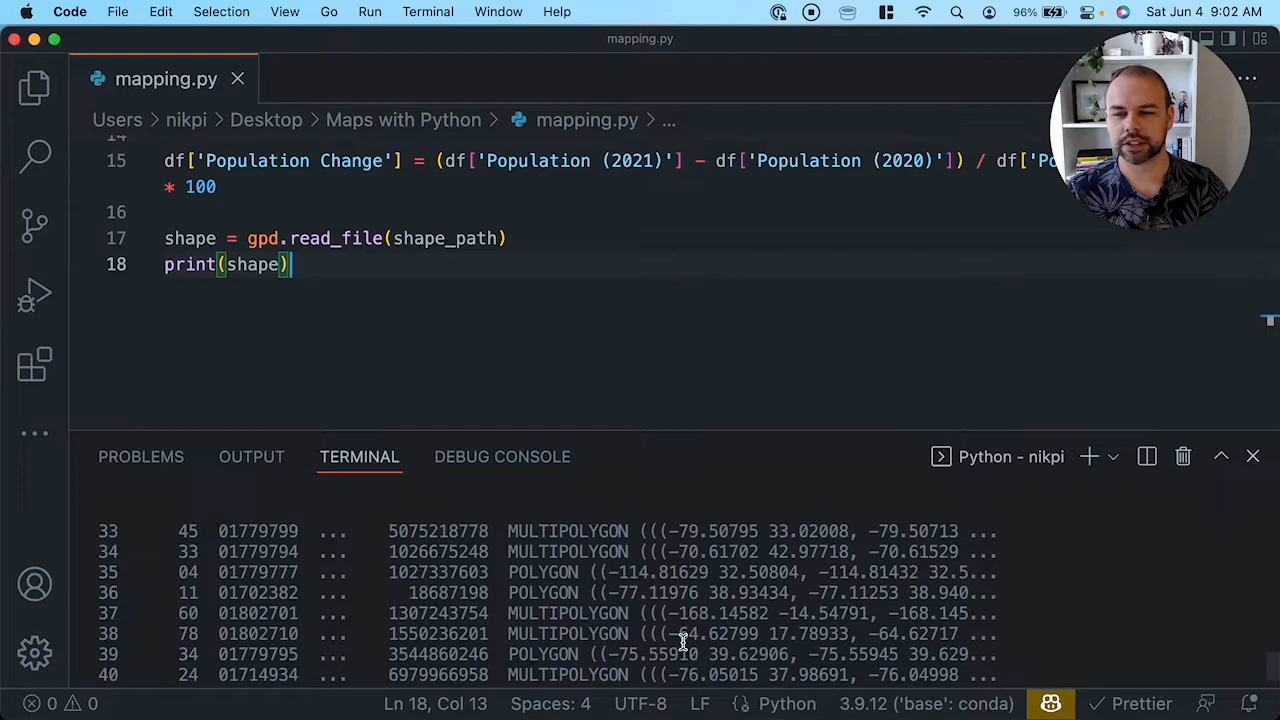 Code File Edit Selection View Go Run Terminal Window Help 96% Sat Jun 4 9:02 AM
mapping.py
mapping.py
Users > nikpi > Desktop > Maps with Python > mapping.py > ...
14
15 df['Population Change'] = (df['Population (2021)'] - df['Population (2020)']) / df['Po
* 100
16
17 shape = gpd.read_file(shape_path)
18 print(shape)
PROBLEMS OUTPUT TERMINAL DEBUG CONSOLE Python - nikpi
33 45 01779799 ... 5075218778 MULTIPOLYGON (((-79.50795 33.02008, -79.50713 ...
34 33 01779794 ... 1026675248 MULTIPOLYGON (((-70.61702 42.97718, -70.61529 ...
35 04 01779777 ... 1027337603 POLYGON ((-114.81629 32.50804, -114.81432 32.5...
36 11 01702382 ... 18687198 POLYGON ((-77.11976 38.93434, -77.11253 38.940...
37 60 01802701 ... 1307243754 MULTIPOLYGON (((-168.14582 -14.54791, -168.145...
38 78 01802710 ... 1550236201 MULTIPOLYGON (((-64.62799 17.78933, -64.62717 ...
39 34 01779795 ... 3544860246 POLYGON ((-75.55910 39.62906, -75.55945 39.629...
40 24 01714934 ... 6979966958 MULTIPOLYGON (((-76.05015 37.98691, -76.04998 ...
0 0 Ln 18, Col 13 Spaces: 4 UTF-8 LF {} Python 3.9.12 ('base': conda) Prettier